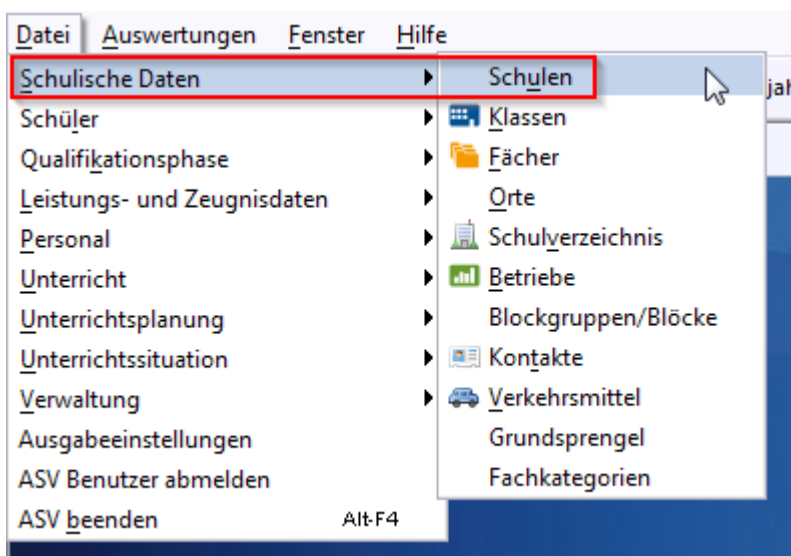 Datei Auswertungen Fenster Hilfe
Schulische Daten
Schüler
Qualifikationsphase
Leistungs- und Zeugnisdaten
Personal
Unterricht
Unterrichtsplanung
Unterrichtssituation
Verwaltung
Ausgabeeinstellungen
ASV Benutzer abmelden
ASV beenden Alt-F4
Schulen
Klassen
Fächer
Orte
Schulverzeichnis
Betriebe
Blockgruppen/Blöcke
Kontakte
Verkehrsmittel
Grundsprengel
Fachkategorien